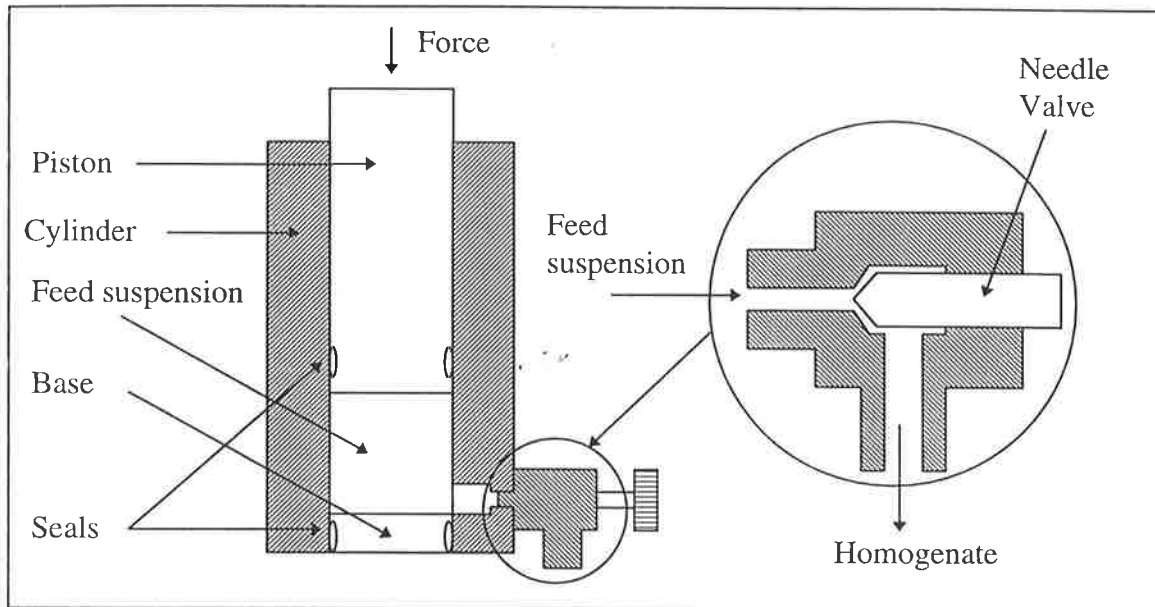 Force
Needle
Valve
Piston
Cylinder
Feed
suspension
Feed suspension
Base
Seals
Homogenate